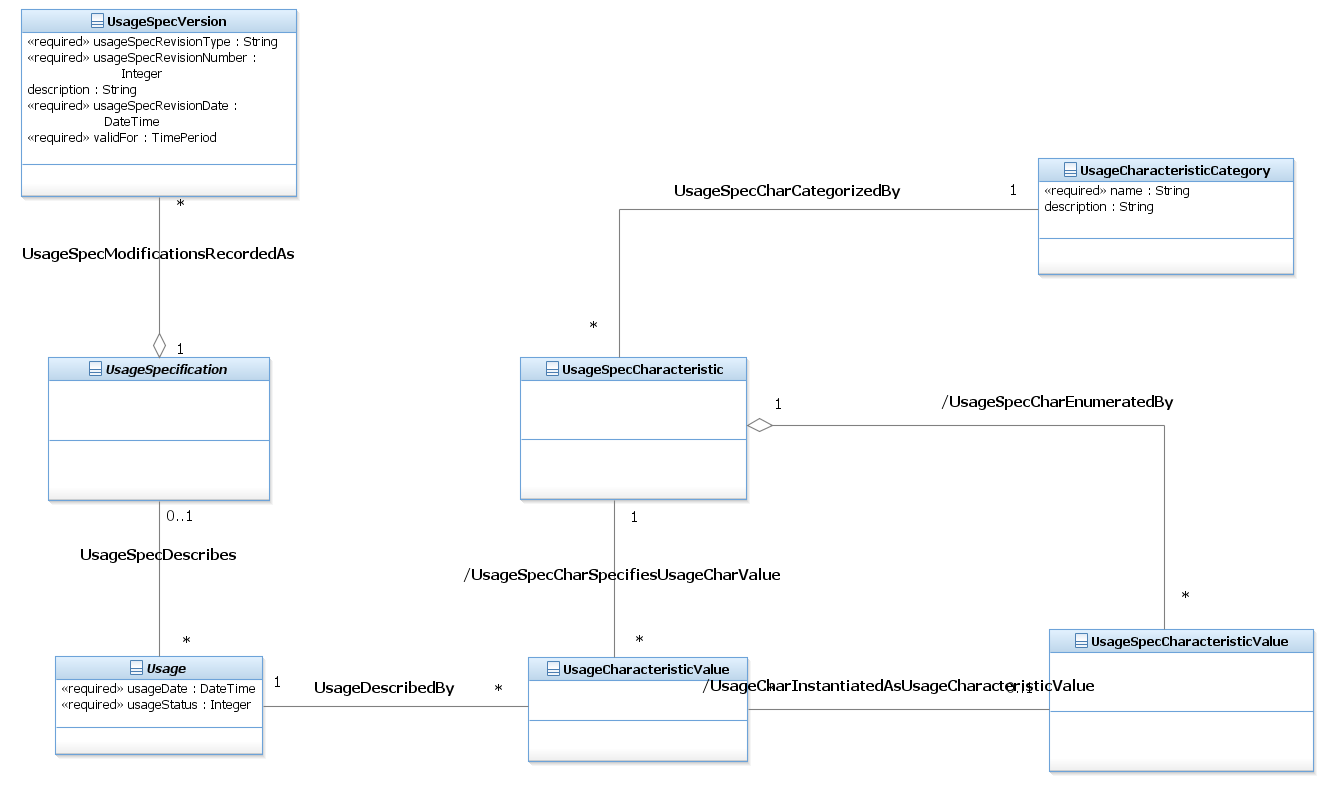 UsageSpecVersion
«required» usageSpecRevisionType : String
«required» usageSpecRevisionNumber :
Integer
description : String
«required» usageSpecRevisionDate :
DateTime
«required» validFor : TimePeriod
*
UsageSpecModificationsRecordedAs
1
UsageSpecification
0..1
UsageSpecDescribes
*
Usage
«required» usageDate : DateTime
«required» usageStatus : Integer
1
UsageDescribedBy
*
UsageSpecCharCategorizedBy
1
UsageCharacteristicCategory
«required» name : String
description : String
*
UsageSpecCharacteristic
1
/UsageSpecCharEnumeratedBy
*
1
/UsageSpecCharSpecifiesUsageCharValue
*
UsageCharacteristicValue
*
/UsageCharInstantiatedAsUsageCharacteristicValue
0..1
UsageSpecCharacteristicValue